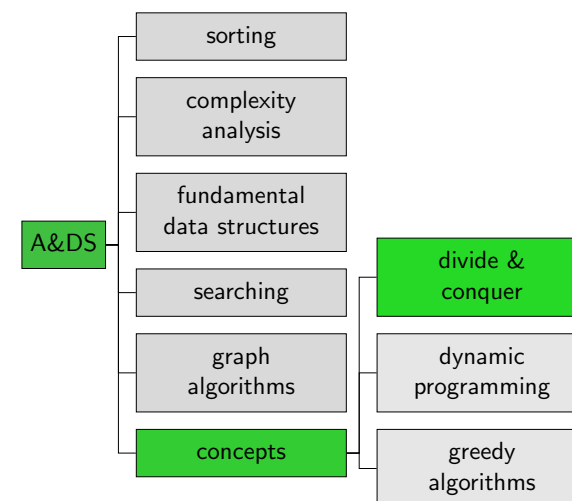 sorting
complexity
analysis
fundamental
data structures
A&DS
searching
graph
algorithms
concepts
divide &
conquer
dynamic
programming
greedy
algorithms